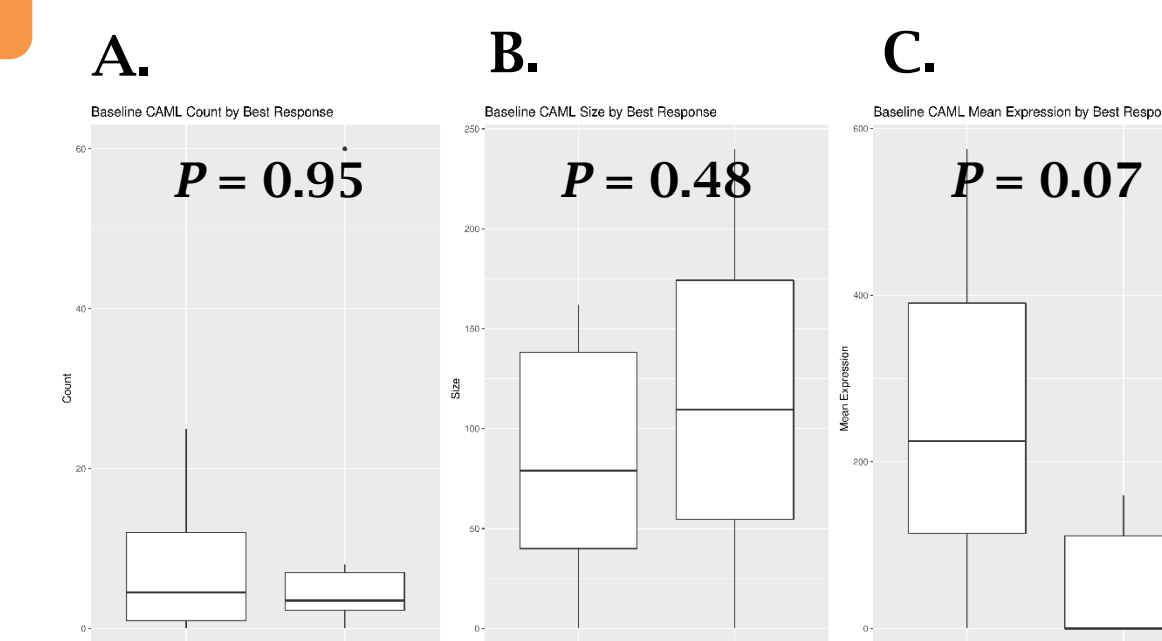 A.
Baseline CAML Count by Best Response
P = 0.95
60
40
20
0
Count
B.
Baseline CAML Size by Best Response
P = 0.48
250
200
150
100
50
0
Size
C.
Baseline CAML Mean Expression by Best Respo
P = 0.07
600
400
200
0
Mean Expression